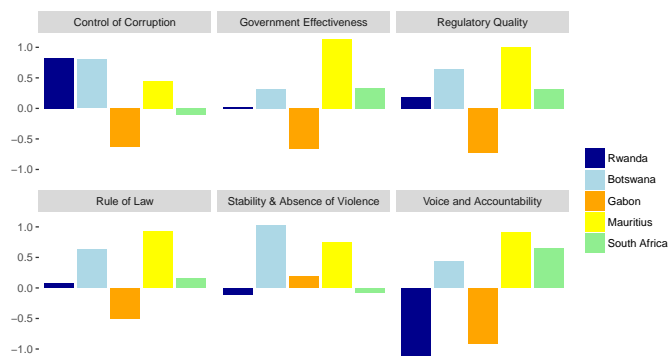 Control of Corruption
Government Effectiveness
Regulatory Quality
1.0
0.5
0.0
−0.5
−1.0
Rule of Law
Stability & Absence of Violence
Voice and Accountability
1.0
0.5
0.0
−0.5
−1.0
Rwanda
Botswana
Gabon
Mauritius
South Africa